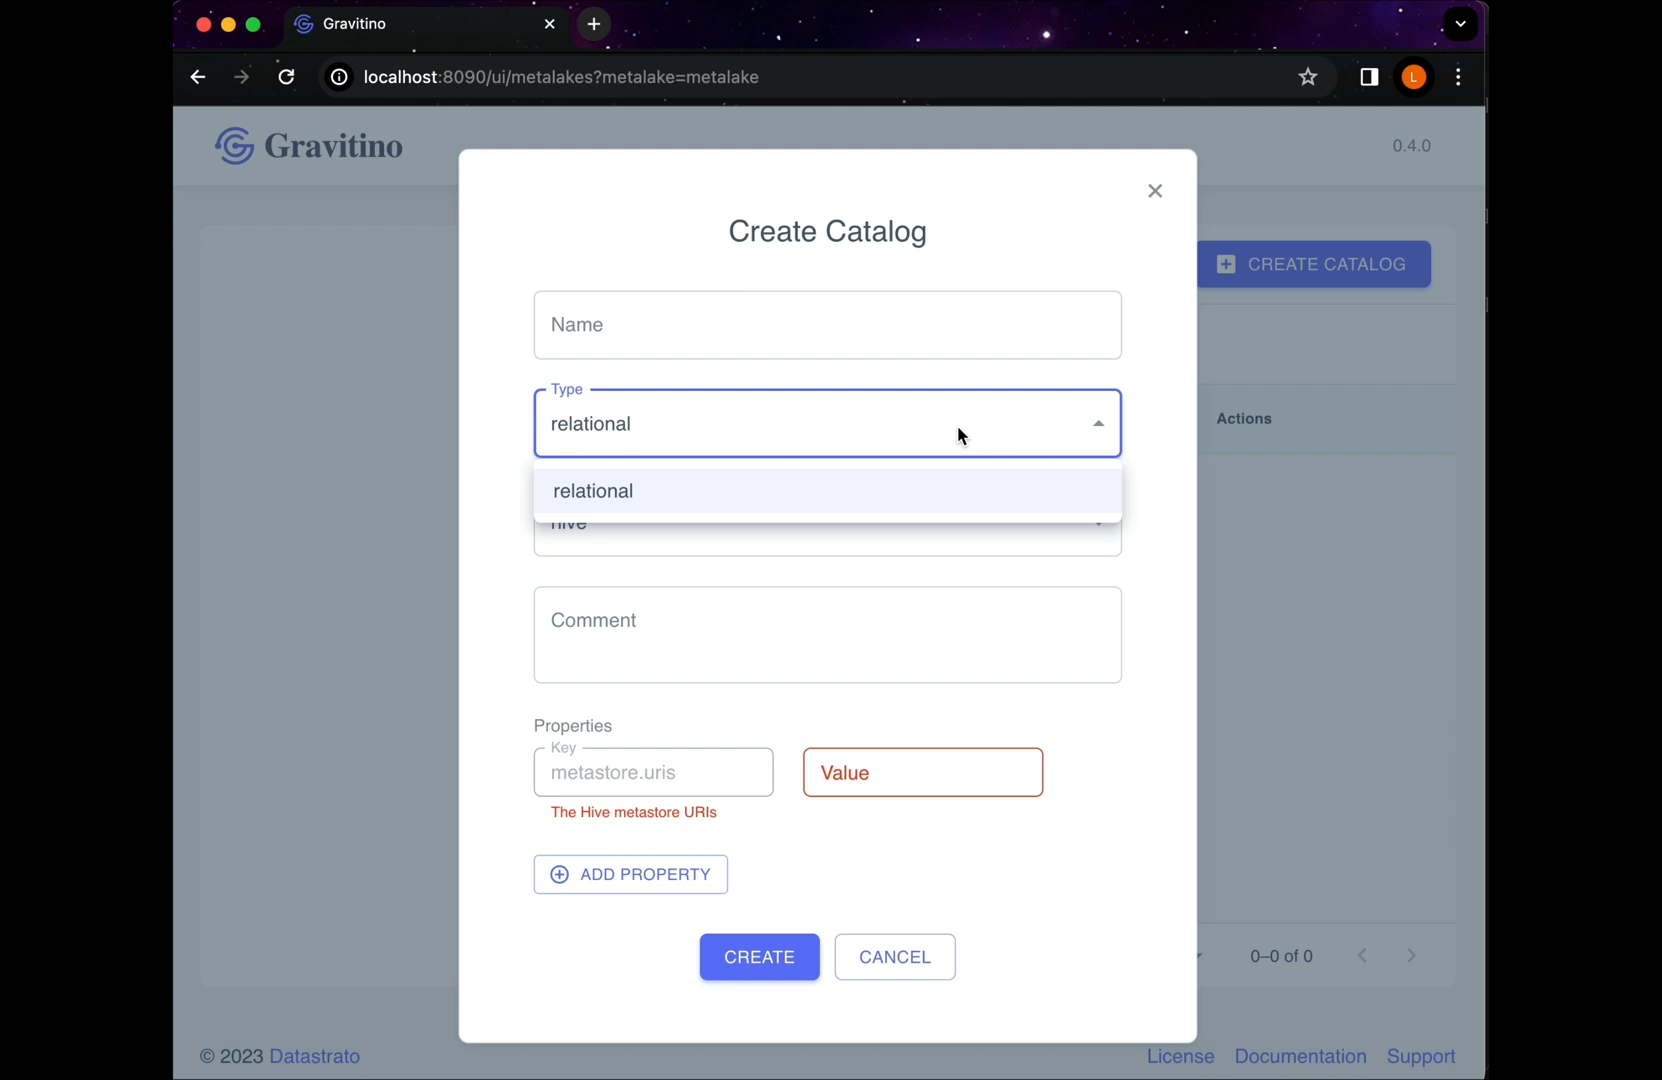 Gravitino
localhost:8090/ui/metalakes?metalake=metalake
L
Gravitino
0.4.0
Create Catalog
CREATE CATALOG
Name
Type
relational
Actions
relational
hive
Comment
Properties
Key
metastore.uris
Value
The Hive metastore URIs
ADD PROPERTY
CREATE
CANCEL
0–0 of 0
© 2023 Datastrato
License
Documentation
Support